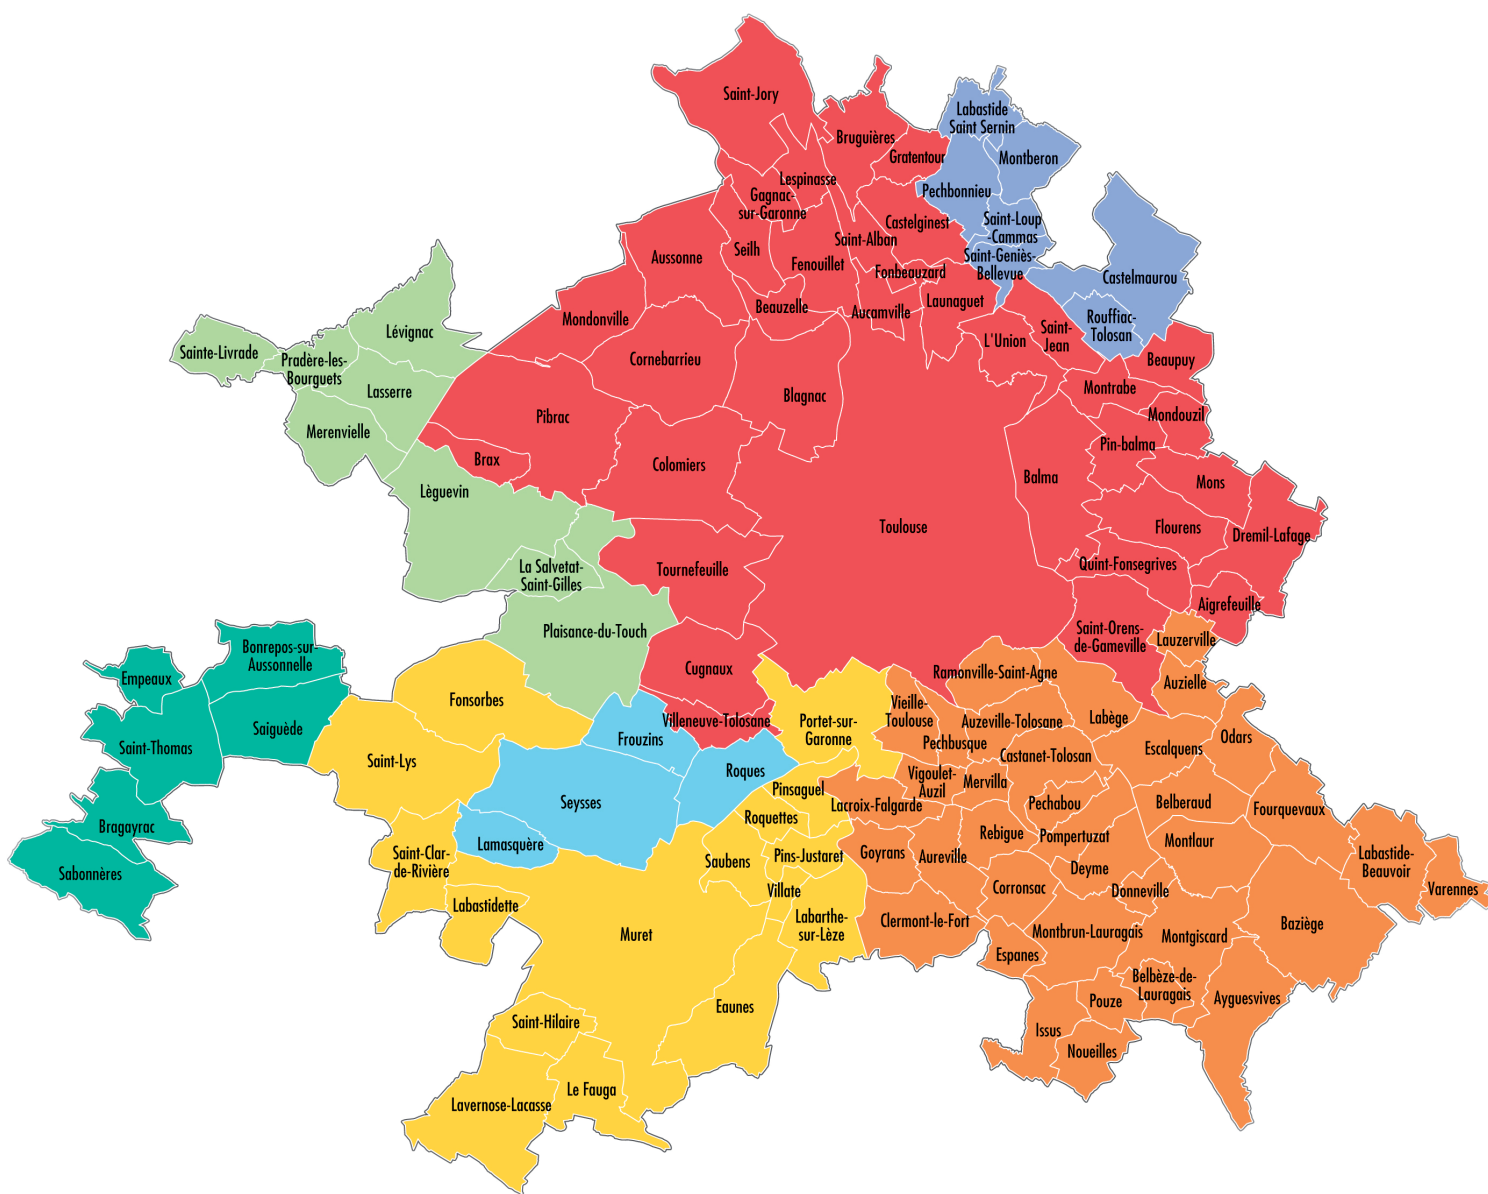 Saint-Jory
Labastide
Saint Sernin
Bruguières
Gratentour
Montberon
Lespinasse
Pechbonnieu
Gagnac-
sur-Garonne
Castelginest
Saint-Loup
-Cammas
Saint-Alban
Seilh
Aussonne
Fenouillet
Saint-Geniès-
Bellevue
Fonbeauzard
Castelmaurou
Launaguet
Beauzelle
Aucamville
Mondonville
Rouffiac-
Tolosan
Saint-
Jean
L'Union
Lévignac
Sainte-Livrade
Pradère-les-
Bourguets
Cornebarrieu
Beaupuy
Montrabe
Lasserre
Blagnac
Mondouzil
Pibrac
Merenvielle
Pin-balma
Brax
Colomiers
Balma
Mons
Lèguevin
Toulouse
Flourens
Dremil-Lafage
Quint-Fonsegrives
La Salvetat-
Saint-Gilles
Tournefeuille
Aigrefeuille
Plaisance-du-Touch
Saint-Orens-
de-Gameville
Lauzerville
Bonrepos-sur-
Aussonnelle
Empeaux
Cugnaux
Ramonville-Saint-Agne
Auzielle
Fonsorbes
Vieille-
Toulouse
Villeneuve-Tolosane
Portet-sur-
Garonne
Auzeville-Tolosane
Labège
Saiguède
Saint-Thomas
Frouzins
Pechbusque
Castanet-Tolosan
Escalquens
Odars
Saint-Lys
Roques
Vigoulet-
Auzil
Mervilla
Pinsaguel
Seysses
Lacroix-Falgarde
Pechabou
Belberaud
Fourquevaux
Roquettes
Bragayrac
Rebigue
Pompertuzat
Montlaur
Lamasquère
Saint-Clar-
de-Rivière
Saubens
Pins-Justaret
Goyrans
Aureville
Labastide-
Beauvoir
Sabonnères
Deyme
Corronsac
Donneville
Varennes
Villate
Labastidette
Labarthe-
sur-Lèze
Clermont-le-Fort
Baziège
Muret
Montbrun-Lauragais
Montgiscard
Espanes
Belbèze-de-
Lauragais
Eaunes
Pouze
Ayguesvives
Saint-Hilaire
Issus
Noueilles
Le Fauga
Lavernose-Lacasse